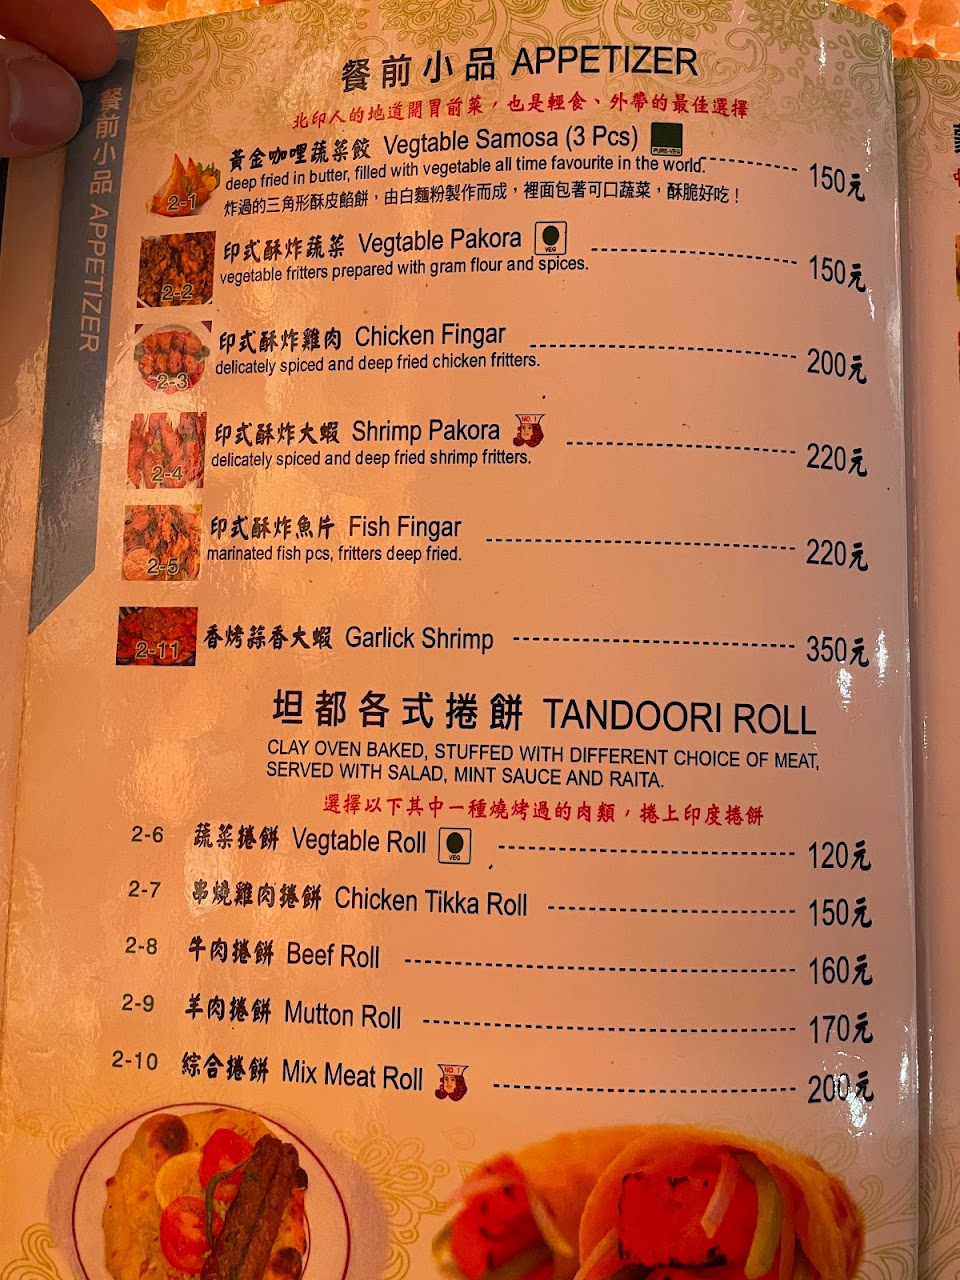 餐前小品 APPETIZER
餐前小品 APPETIZER
北印人的地道開胃前菜，也是輕食、外帶的最佳選擇
黃金咖哩蔬菜餃 Vegtable Samosa (3 Pcs) PURE-VEG 150元
deep fried in butter, filled with vegetable all time favourite in the world.
2-1 炸過的三角形酥皮餡餅，由白麵粉製作而成，裡面包著可口蔬菜，酥脆好吃！
印式酥炸蔬菜 Vegtable Pakora VEG 150元
vegetable fritters prepared with gram flour and spices.
2-2
印式酥炸雞肉 Chicken Fingar 200元
delicately spiced and deep fried chicken fritters.
2-3
印式酥炸大蝦 Shrimp Pakora NO. 1 220元
delicately spiced and deep fried shrimp fritters.
2-4
印式酥炸魚片 Fish Fingar 220元
marinated fish pcs, fritters deep fried.
2-5
2-11 香烤蒜香大蝦 Garlick Shrimp 350元
坦都各式捲餅 TANDOORI ROLL
CLAY OVEN BAKED, STUFFED WITH DIFFERENT CHOICE OF MEAT,
SERVED WITH SALAD, MINT SAUCE AND RAITA.
選擇以下其中一種燒烤過的肉類，捲上印度捲餅
2-6 蔬菜捲餅 Vegtable Roll VEG 120元
2-7 串燒雞肉捲餅 Chicken Tikka Roll 150元
2-8 牛肉捲餅 Beef Roll 160元
2-9 羊肉捲餅 Mutton Roll 170元
2-10 綜合捲餅 Mix Meat Roll NO. 1 200元